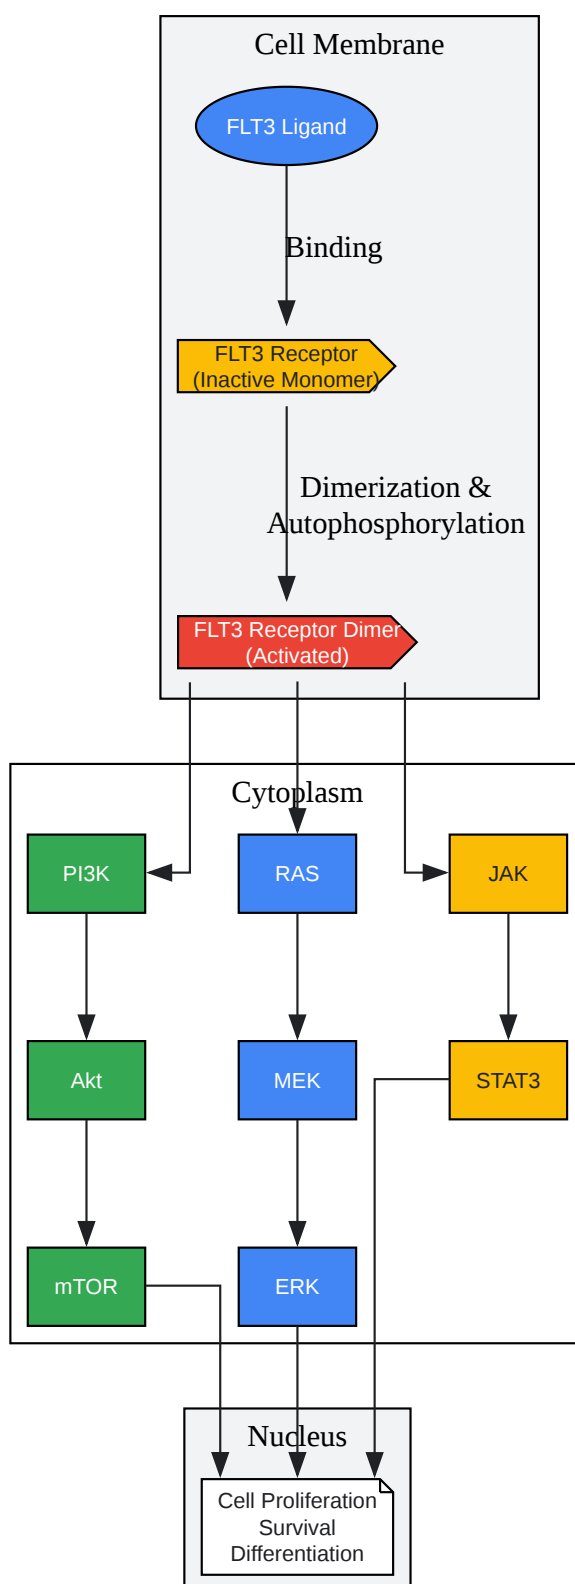 Cell Membrane
FLT3 Ligand
Binding
FLT3 Receptor
(Inactive Monomer)
Dimerization &
Autophosphorylation
FLT3 Receptor Dimer
(Activated)
Cytoplasm
PI3K
RAS
JAK
Akt
MEK
STAT3
mTOR
ERK
Nucleus
Cell Proliferation
Survival
Differentiation